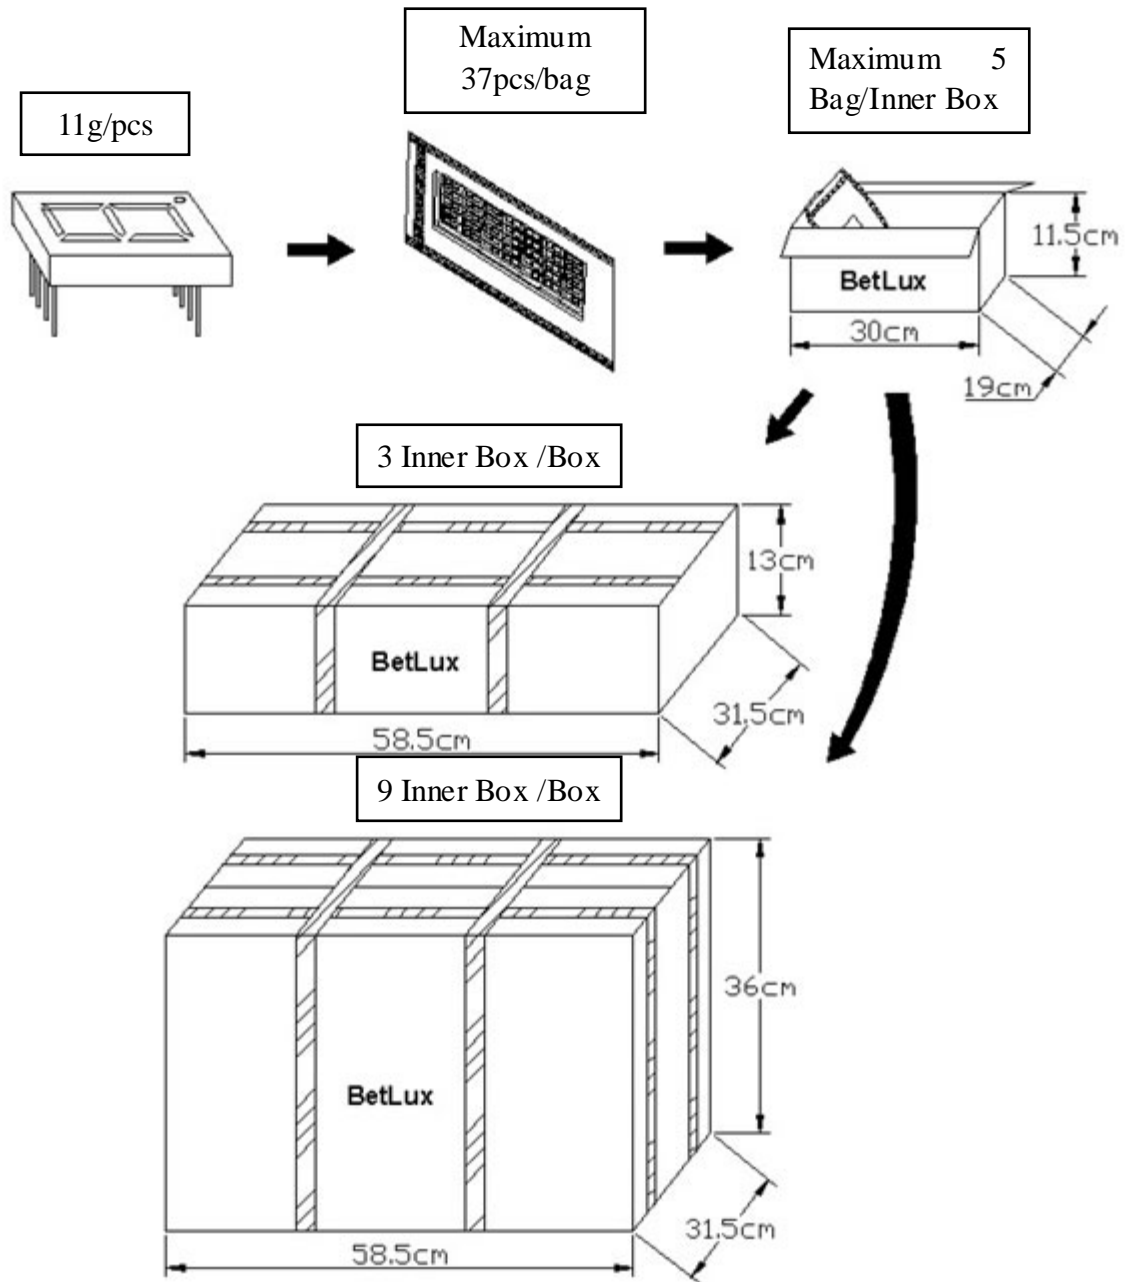 Maximum
37pcs/bag
Maximum 5
Bag/Inner Box
11g/pcs
11.5cm
BetLux
30cm
19cm
3 Inner Box /Box
13cm
BetLux
31.5cm
58.5cm
9 Inner Box /Box
36cm
BetLux
31.5cm
58.5cm